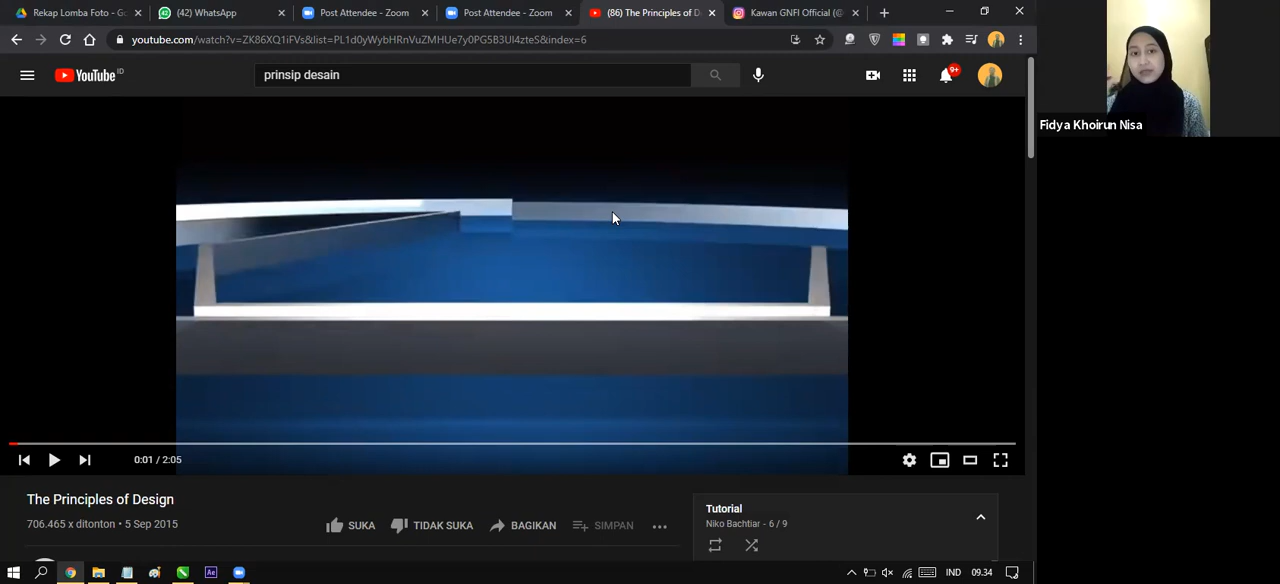 Rekap Lomba Foto - Go
(42) WhatsApp
Post Attendee - Zoom
Post Attendee - Zoom
(86) The Principles of D
Kawan GNFI Official (@
youtube.com/watch?v=ZK86XQ1iFVs&list=PL1d0yWybHRnVuZMHUe7y0PG5B3Ul4zteS&index=6
YouTube ID
prinsip desain
9+
Fidya Khoirun Nisa
0:01 / 2:05
The Principles of Design
706.465 x ditonton • 5 Sep 2015
SUKA
TIDAK SUKA
BAGIKAN
SIMPAN
Tutorial
Niko Bachtiar - 6 / 9
Ae
IND
09.34